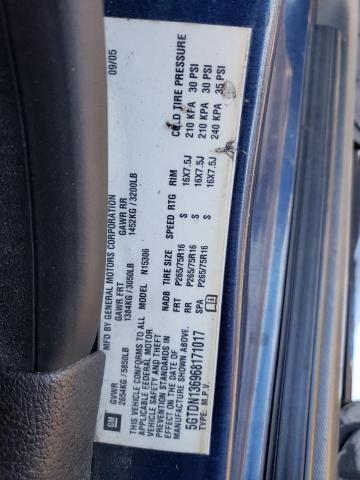 MFD BY GENERAL MOTORS CORPORATION 09/05
GVWR GAWR FRT GAWR RR
GM 2654KG / 5850LB 1384KG / 3050LB 1452KG / 3200LB
THIS VEHICLE CONFORMS TO ALL
APPLICABLE FEDERAL MOTOR
VEHICLE SAFETY AND THEFT
PREVENTION STANDARDS IN EFFECT ON THE DATE OF
MANUFACTURE SHOWN ABOVE.
5GTDN136968171017
TYPE: M.P.V.
MODEL N15306
NADB TIRE SIZE SPEED RTG RIM COLD TIRE PRESSURE
FRT P265/75R16 S 16X7.5J 210 KPA 30 PSI
RR P265/75R16 S 16X7.5J 210 KPA 30 PSI
SPA P265/75R16 S 16X7.5J 240 KPA 35 PSI